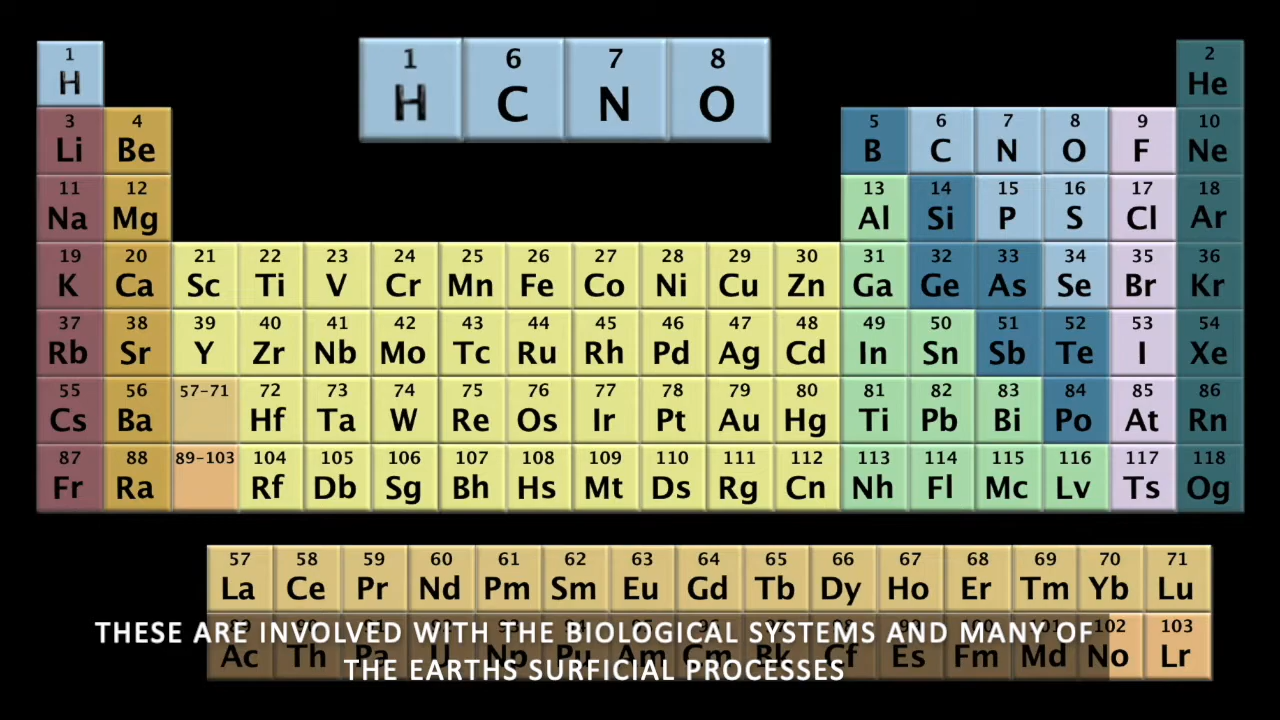 1 1 6 7 8 2
H H C N O He
3 4 5 6 7 8 9 10
Li Be B C N O F Ne
11 12 13 14 15 16 17 18
Na Mg Al Si P S Cl Ar
19 20 21 22 23 24 25 26 27 28 29 30 31 32 33 34 35 36
K Ca Sc Ti V Cr Mn Fe Co Ni Cu Zn Ga Ge As Se Br Kr
37 38 39 40 41 42 43 44 45 46 47 48 49 50 51 52 53 54
Rb Sr Y Zr Nb Mo Tc Ru Rh Pd Ag Cd In Sn Sb Te I Xe
55 56 57-71 72 73 74 75 76 77 78 79 80 81 82 83 84 85 86
Cs Ba Hf Ta W Re Os Ir Pt Au Hg Ti Pb Bi Po At Rn
87 88 89-103 104 105 106 107 108 109 110 111 112 113 114 115 116 117 118
Fr Ra Rf Db Sg Bh Hs Mt Ds Rg Cn Nh Fl Mc Lv Ts Og
57 58 59 60 61 62 63 64 65 66 67 68 69 70 71
La Ce Pr Nd Pm Sm Eu Gd Tb Dy Ho Er Tm Yb Lu
102 103
Ac Th Pa U Np Pu Am Cm Bk Cf Es Fm Md No Lr
THESE ARE INVOLVED WITH THE BIOLOGICAL SYSTEMS AND MANY OF
THE EARTHS SURFICIAL PROCESSES